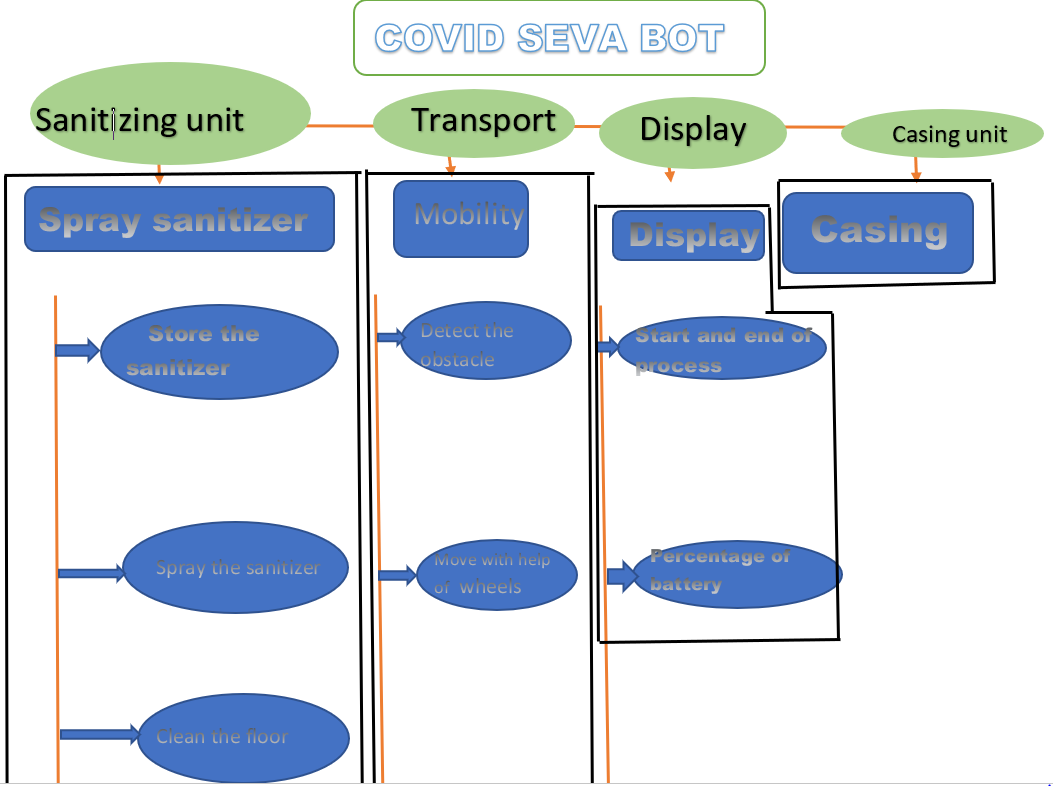 COVID SEVA BOT
Sanitizing unit
Transport
Display
Casing unit
Spray sanitizer
Mobility
Display
Casing
Store the
sanitizer
Detect the
obstacle
Start and end of
process
Spray the sanitizer
Move with help
of wheels
Percentage of
battery
Clean the floor